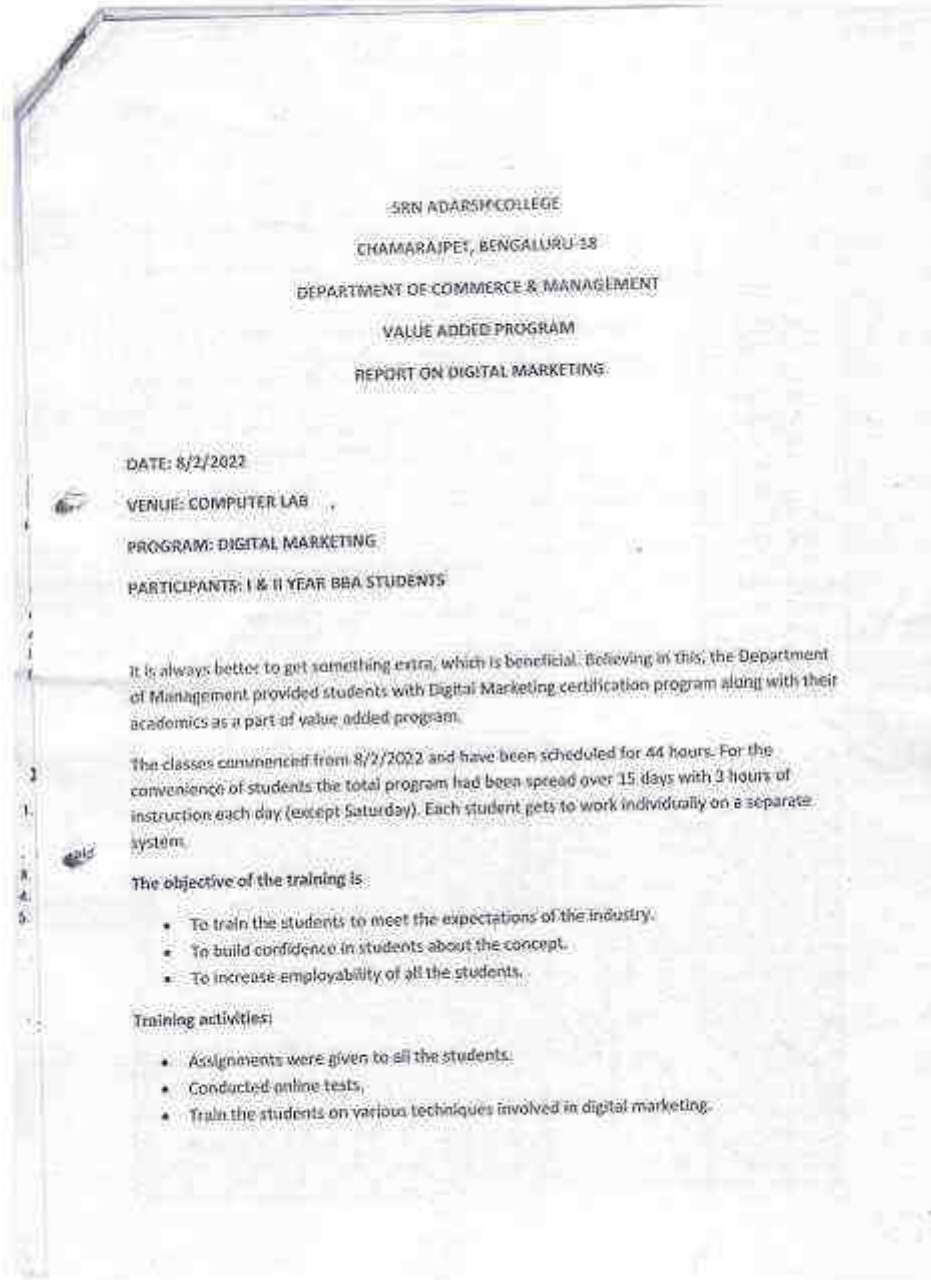 SRN ADARSH COLLEGE
CHAMARAJPET, BENGALURU-18
DEPARTMENT OF COMMERCE & MANAGEMENT
VALUE ADDED PROGRAM
REPORT ON DIGITAL MARKETING
DATE: 8/2/2022
VENUE: COMPUTER LAB
PROGRAM: DIGITAL MARKETING
PARTICIPANTS: I & II YEAR BBA STUDENTS
It is always better to get something extra, which is beneficial. Believing in this, the Department
of Management provided students with Digital Marketing certification program along with their
academics as a part of value added program.
The classes commenced from 8/2/2022 and have been scheduled for 44 hours. For the
convenience of students the total program had been spread over 15 days with 3 hours of
instruction each day (except Saturday). Each student gets to work individually on a separate
system.
The objective of the training is
• To train the students to meet the expectations of the industry.
• To build confidence in students about the concept.
• To increase employability of all the students.
Training activities:
• Assignments were given to all the students.
• Conducted online tests.
• Train the students on various techniques involved in digital marketing.